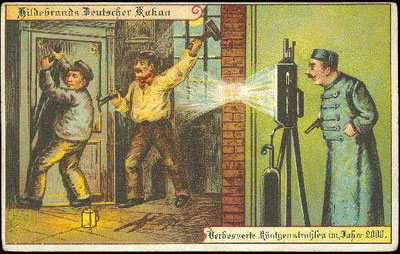 Hildebrands Deutscher Kakao
Verbesserte Röntgenstrahlen im Jahre 2000.